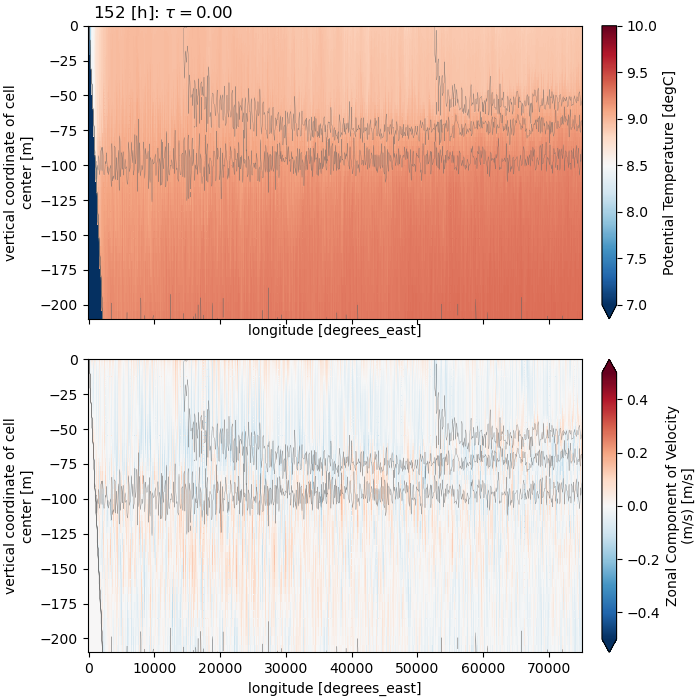 152 [h]: τ = 0.00
0
−25
−50
−75
−100
−125
−150
−175
−200
vertical coordinate of cell
center [m]
longitude [degrees_east]
10.0
9.5
9.0
8.5
8.0
7.5
7.0
Potential Temperature [degC]
0
−25
−50
−75
−100
−125
−150
−175
−200
vertical coordinate of cell
center [m]
0 10000 20000 30000 40000 50000 60000 70000
longitude [degrees_east]
0.4
0.2
0.0
−0.2
−0.4
Zonal Component of Velocity
(m/s) [m/s]